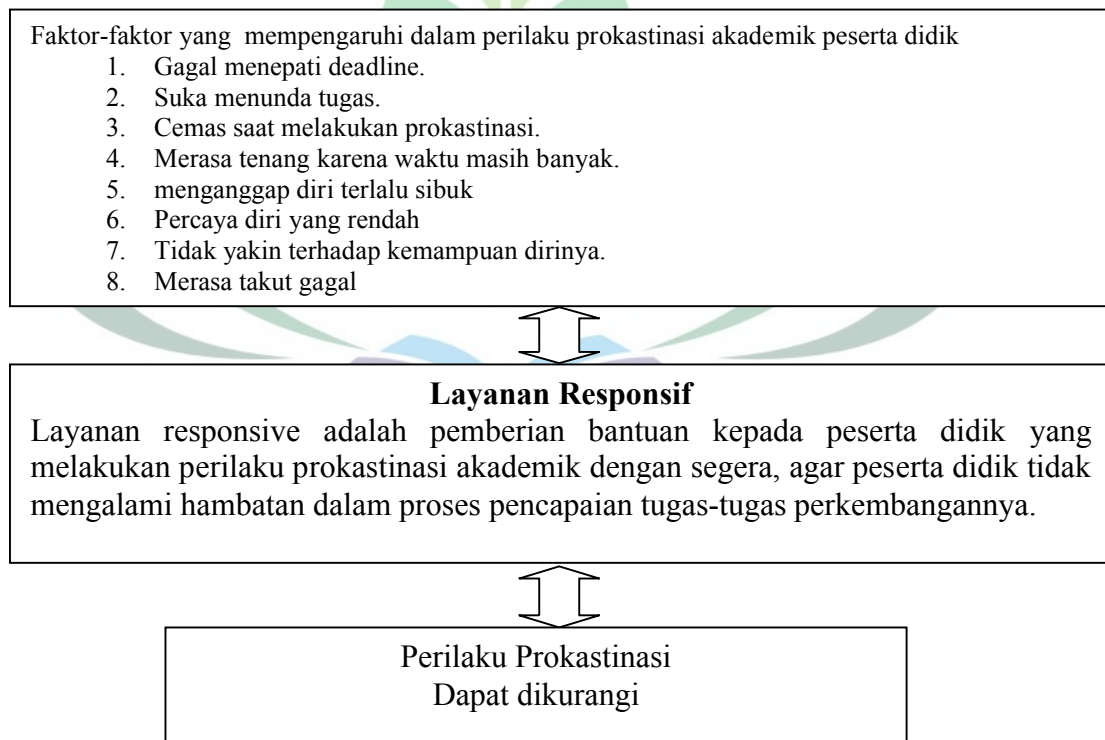 Faktor-faktor yang mempengaruhi dalam perilaku prokastinasi akademik peserta didik
1. Gagal menepati deadline.
2. Suka menunda tugas.
3. Cemas saat melakukan prokastinasi.
4. Merasa tenang karena waktu masih banyak.
5. menganggap diri terlalu sibuk
6. Percaya diri yang rendah
7. Tidak yakin terhadap kemampuan dirinya.
8. Merasa takut gagal
Layanan Responsif
Layanan responsive adalah pemberian bantuan kepada peserta didik yang
melakukan perilaku prokastinasi akademik dengan segera, agar peserta didik tidak
mengalami hambatan dalam proses pencapaian tugas-tugas perkembangannya.
Perilaku Prokastinasi
Dapat dikurangi